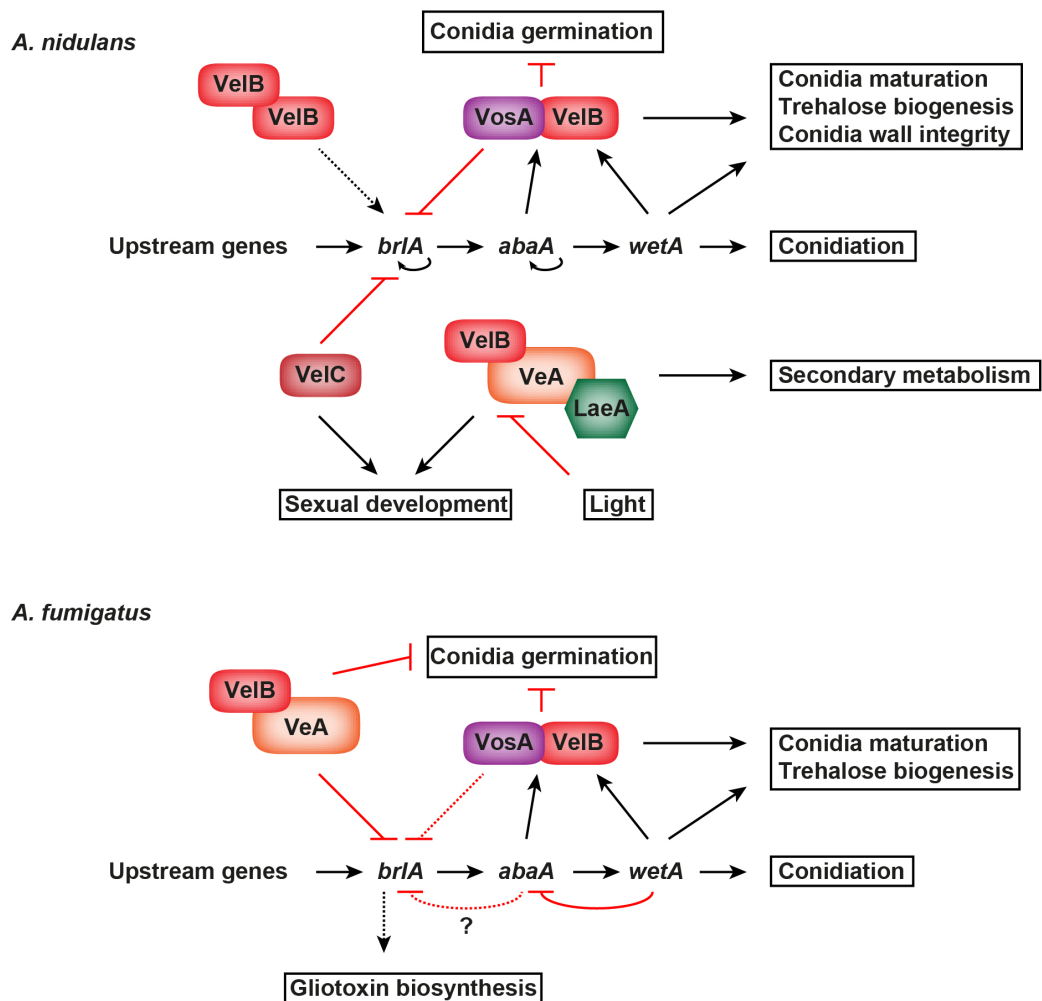 A. nidulans
Conidia germination
VelB
VelB
VosA VelB
Conidia maturation
Trehalose biogenesis
Conidia wall integrity
Upstream genes brlA abaA wetA Conidiation
VelB
VelC
VeA
LaeA
Secondary metabolism
Sexual development
Light
A. fumigatus
Conidia germination
VelB
VeA
VosA VelB
Conidia maturation
Trehalose biogenesis
Upstream genes brlA abaA wetA Conidiation
?
Gliotoxin biosynthesis